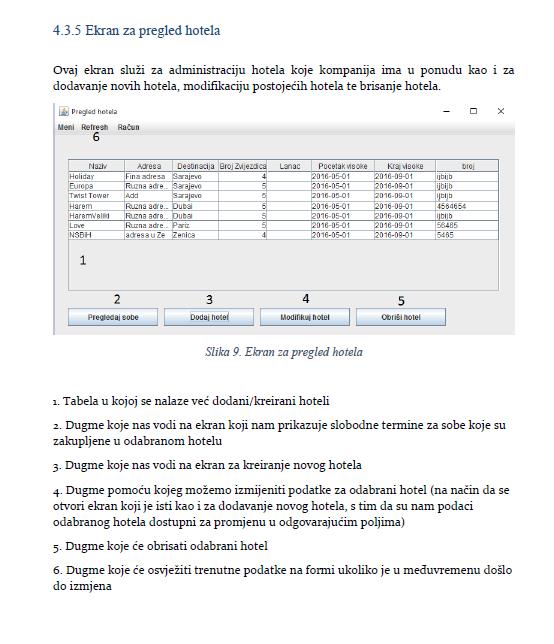 4.3.5 Ekran za pregled hotela
Ovaj ekran služi za administraciju hotela koje kompanija ima u ponudu kao i za
dodavanje novih hotela, modifikaciju postojećih hotela te brisanje hotela.
Pregled hotela
Meni Refresh Račun
6
Naziv Adresa Destinacija Broj Zvijezdica Lanac Pocetak visoke Kraj visoke broj
Holiday Fina adresa Sarajevo 4 2016-05-01 2016-09-01 ijbijb
Europa Ruzna adre... Sarajevo 5 2016-05-01 2016-09-01 ijbijb
Twist Tower Add Sarajevo 5 2016-05-01 2016-09-01 ijbijb
Harem Ruzna adre... Dubai 5 2016-05-01 2016-09-01 4564654
HaremVeliki Ruzna adre... Dubai 5 2016-05-01 2016-09-01 ijbijb
Love Ruzna adre... Pariz 5 2016-05-01 2016-09-01 56465
NSBiH adresa u Ze Zenica 4 2016-05-01 2016-09-01 5465
1
2 3 4 5
Pregledaj sobe Dodaj hotel Modifikuj hotel Obriši hotel
Slika 9. Ekran za pregled hotela
1. Tabela u kojoj se nalaze već dodani/kreirani hoteli
2. Dugme koje nas vodi na ekran koji nam prikazuje slobodne termine za sobe koje su
zakupljene u odabranom hotelu
3. Dugme koje nas vodi na ekran za kreiranje novog hotela
4. Dugme pomoću kojeg možemo izmijeniti podatke za odabrani hotel (na način da se
otvori ekran koji je isti kao i za dodavanje novog hotela, s tim da su nam podaci
odabranog hotela dostupni za promjenu u odgovarajućim poljima)
5. Dugme koje će obrisati odabrani hotel
6. Dugme koje će osvježiti trenutne podatke na formi ukoliko je u međuvremenu došlo
do izmjena